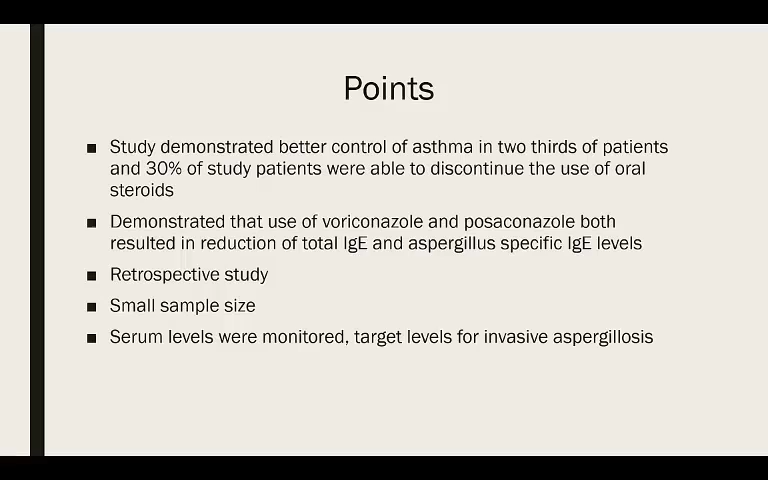 Points
■ Study demonstrated better control of asthma in two thirds of patients
and 30% of study patients were able to discontinue the use of oral
steroids
■ Demonstrated that use of voriconazole and posaconazole both
resulted in reduction of total IgE and aspergillus specific IgE levels
■ Retrospective study
■ Small sample size
■ Serum levels were monitored, target levels for invasive aspergillosis